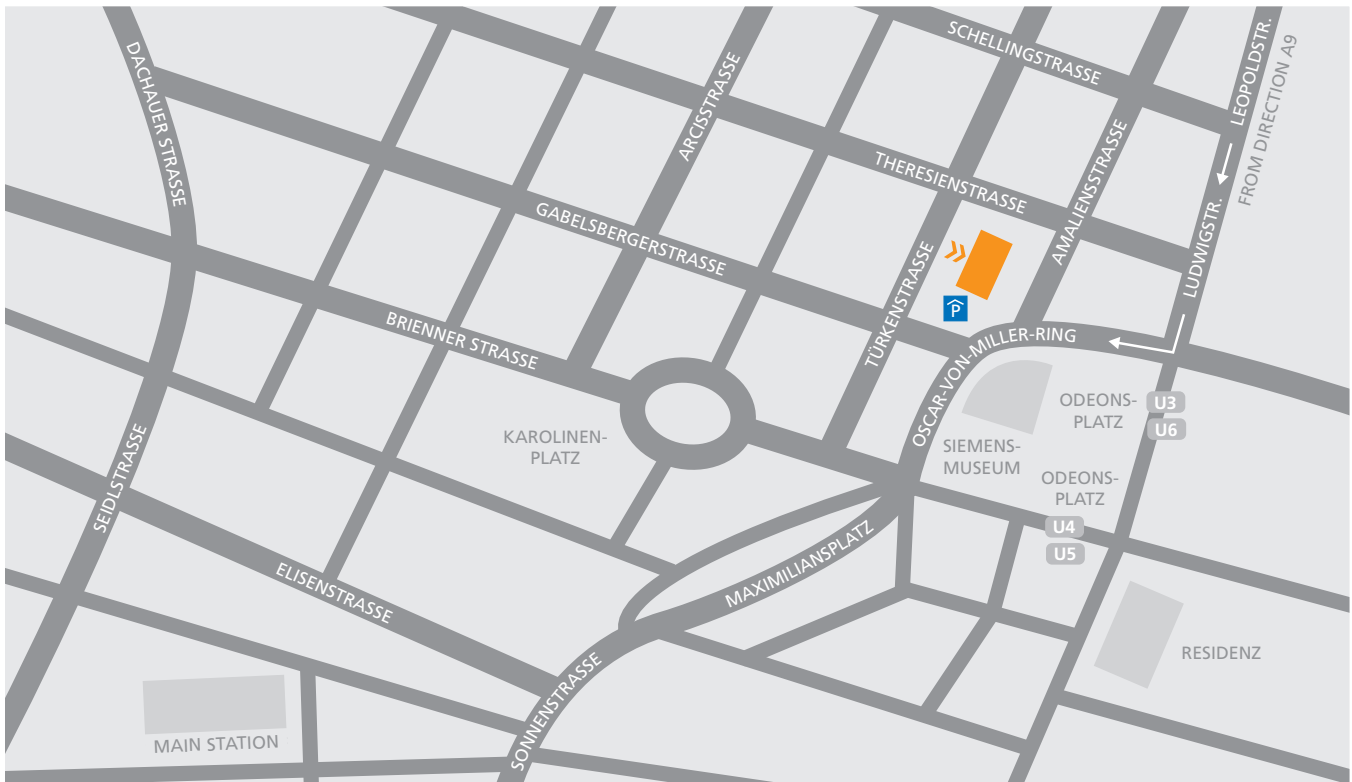 SCHELLINGSTRASSE
LEOPOLDSTR.
FROM DIRECTION A9
DACHAUER STRASSE
ARCISSTRASSE
THERESIENSTRASSE
AMALIENSTRASSE
LUDWIGSTR.
GABELSBERGERSTRASSE
TÜRKENSTRASSE
P
BRIENNER STRASSE
OSCAR-VON-MILLER-RING
KAROLINEN-
PLATZ
SIEMENS-
MUSEUM
ODEONS-
PLATZ
U3
U6
ODEONS-
PLATZ
U4
U5
SEIDLSTRASSE
ELISENSTRASSE
MAXIMILIANSPLATZ
SONNENSTRASSE
RESIDENZ
MAIN STATION